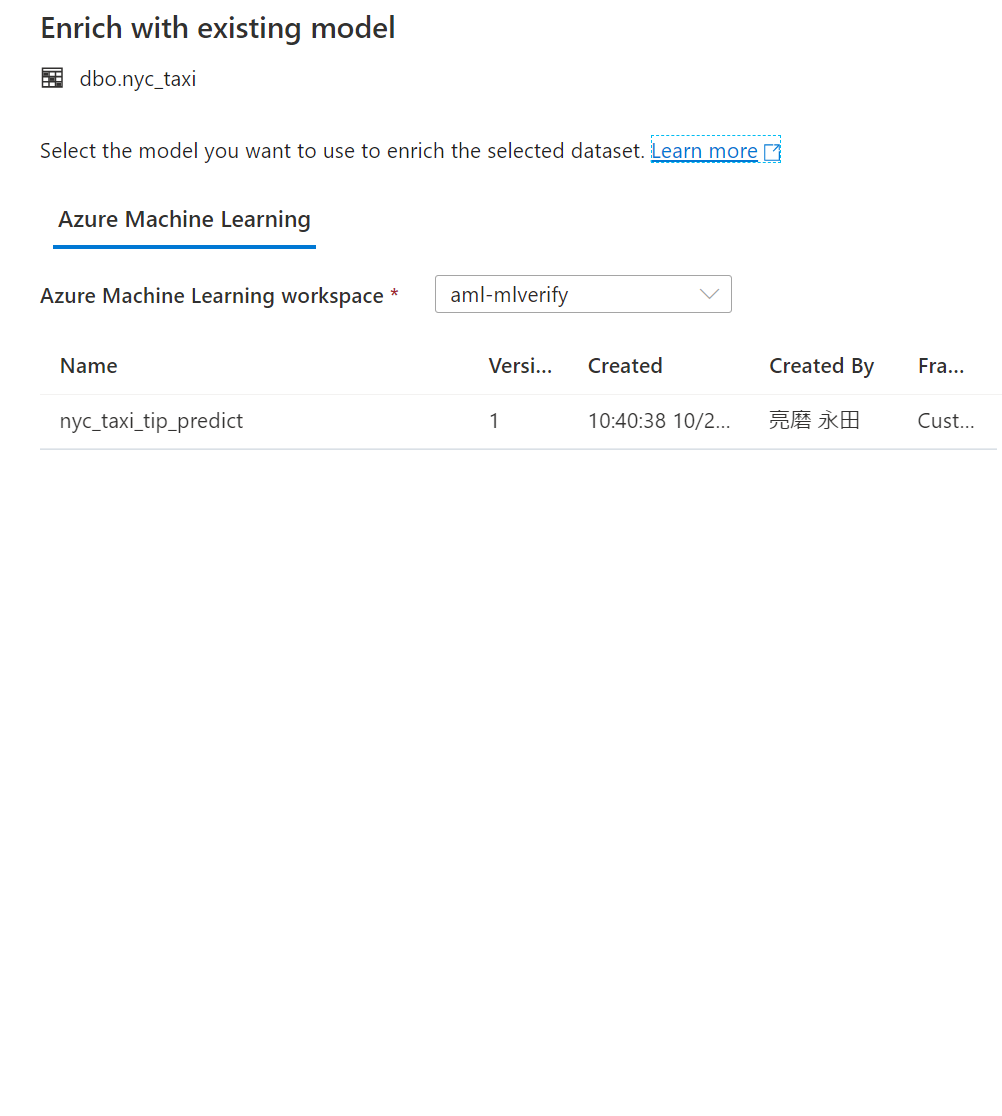 Enrich with existing model
dbo.nyc_taxi
Select the model you want to use to enrich the selected dataset. Learn more
Azure Machine Learning
Azure Machine Learning workspace * aml-mlverify
Name Versi... Created Created By Fra...
nyc_taxi_tip_predict 1 10:40:38 10/2... 亮磨 永田 Cust...